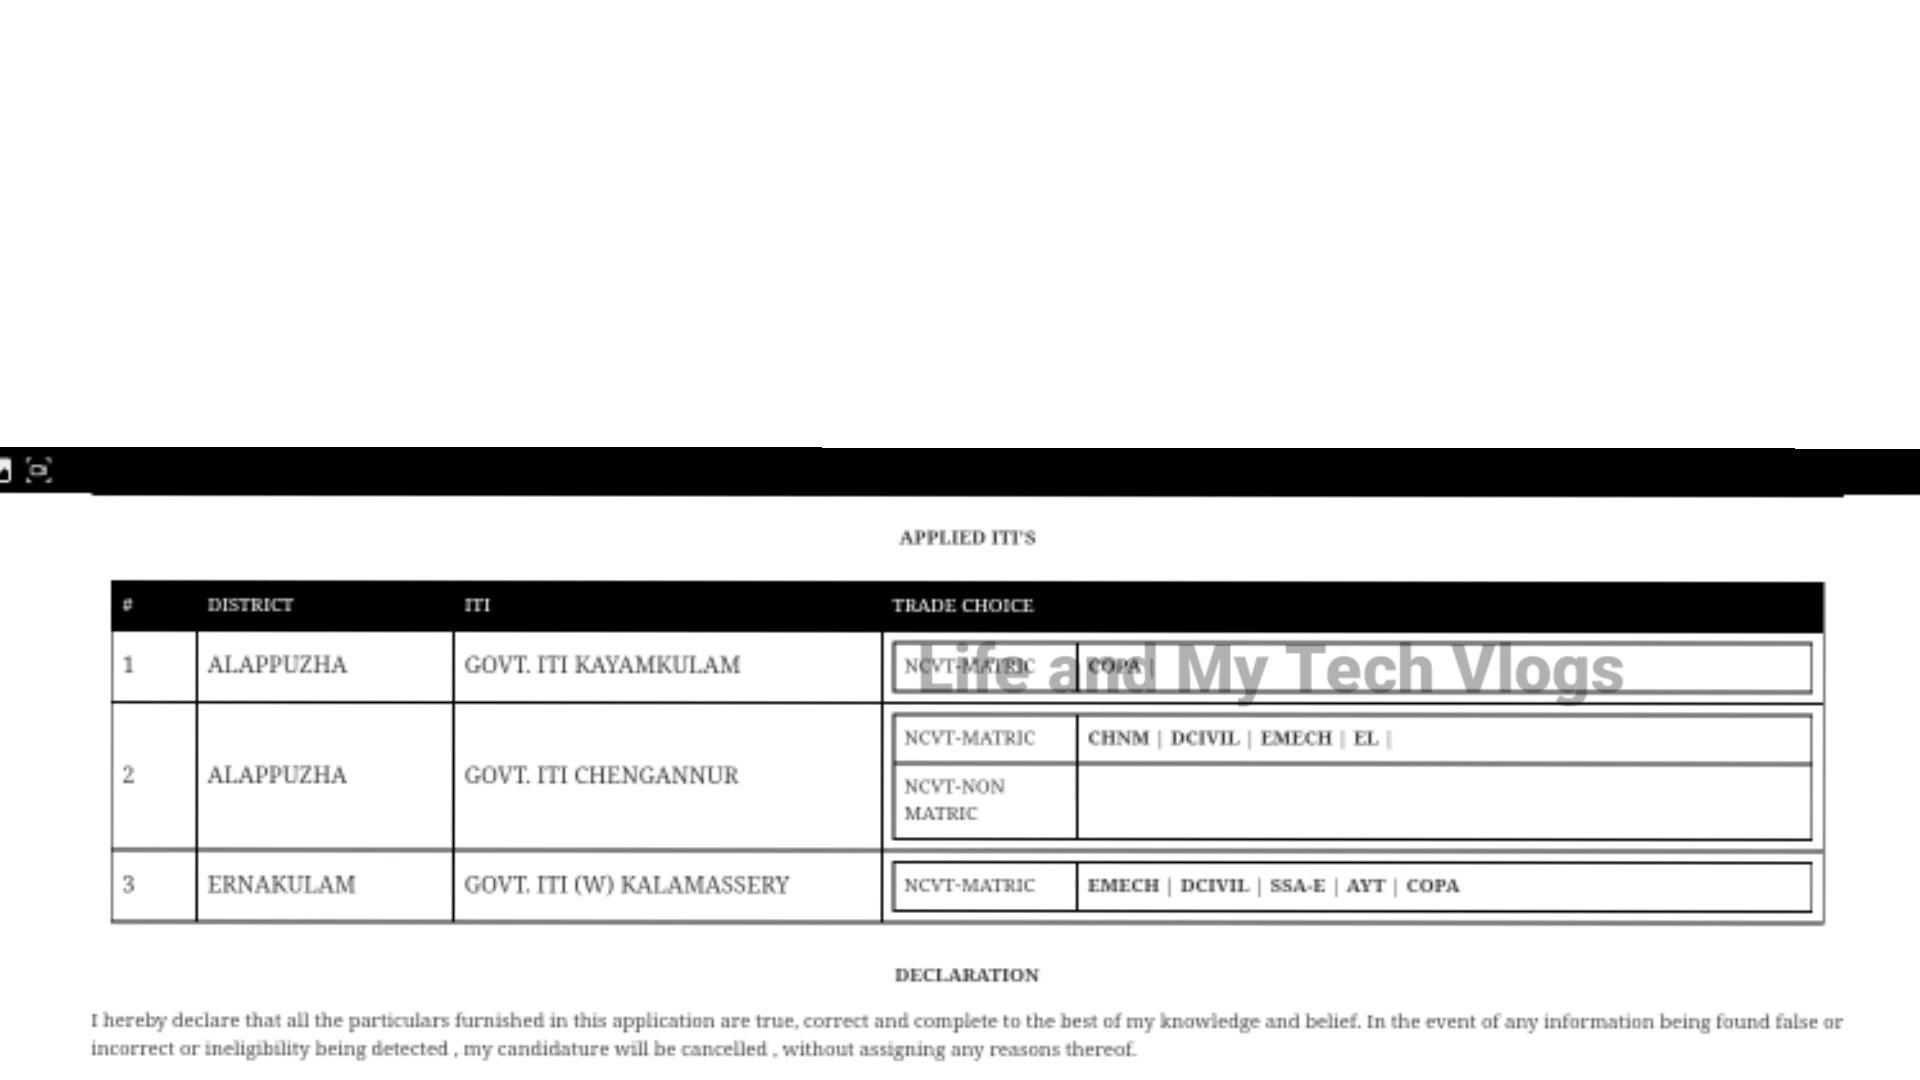 APPLIED ITI'S
# DISTRICT ITI TRADE CHOICE
1 ALAPPUZHA GOVT. ITI KAYAMKULAM NCVT-MATRIC COPA |
Life and My Tech Vlogs
2 ALAPPUZHA GOVT. ITI CHENGANNUR NCVT-MATRIC CHNM | DCIVIL | EMECH | EL |
NCVT-NON
MATRIC
3 ERNAKULAM GOVT. ITI (W) KALAMASSERY NCVT-MATRIC EMECH | DCIVIL | SSA-E | AYT | COPA
DECLARATION
I hereby declare that all the particulars furnished in this application are true, correct and complete to the best of my knowledge and belief. In the event of any information being found false or
incorrect or ineligibility being detected , my candidature will be cancelled , without assigning any reasons thereof.